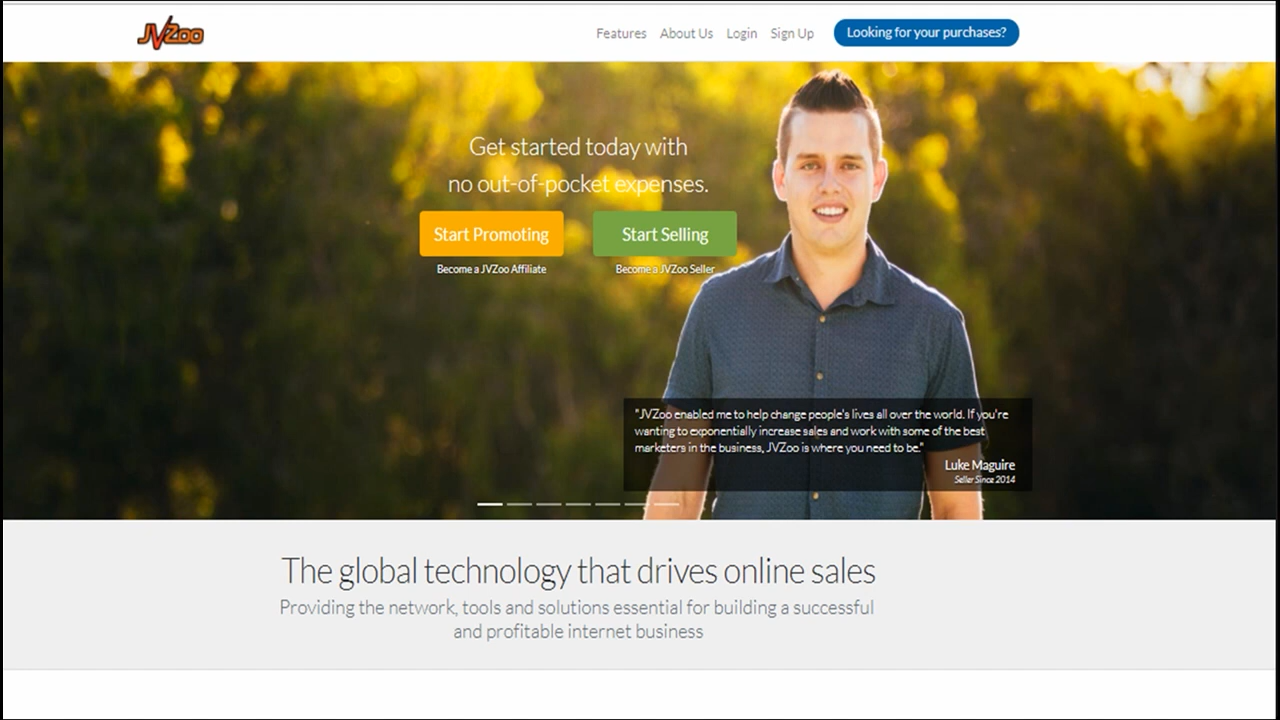 JVZoo
Features About Us Login Sign Up Looking for your purchases?
Get started today with
no out-of-pocket expenses.
Start Promoting Start Selling
Become a JVZoo Affiliate Become a JVZoo Seller
"JVZoo enabled me to help change people's lives all over the world. If you're
wanting to exponentially increase sales and work with some of the best
marketers in the business, JVZoo is where you need to be."
Luke Maguire
Seller Since 2014
The global technology that drives online sales
Providing the network, tools and solutions essential for building a successful
and profitable internet business